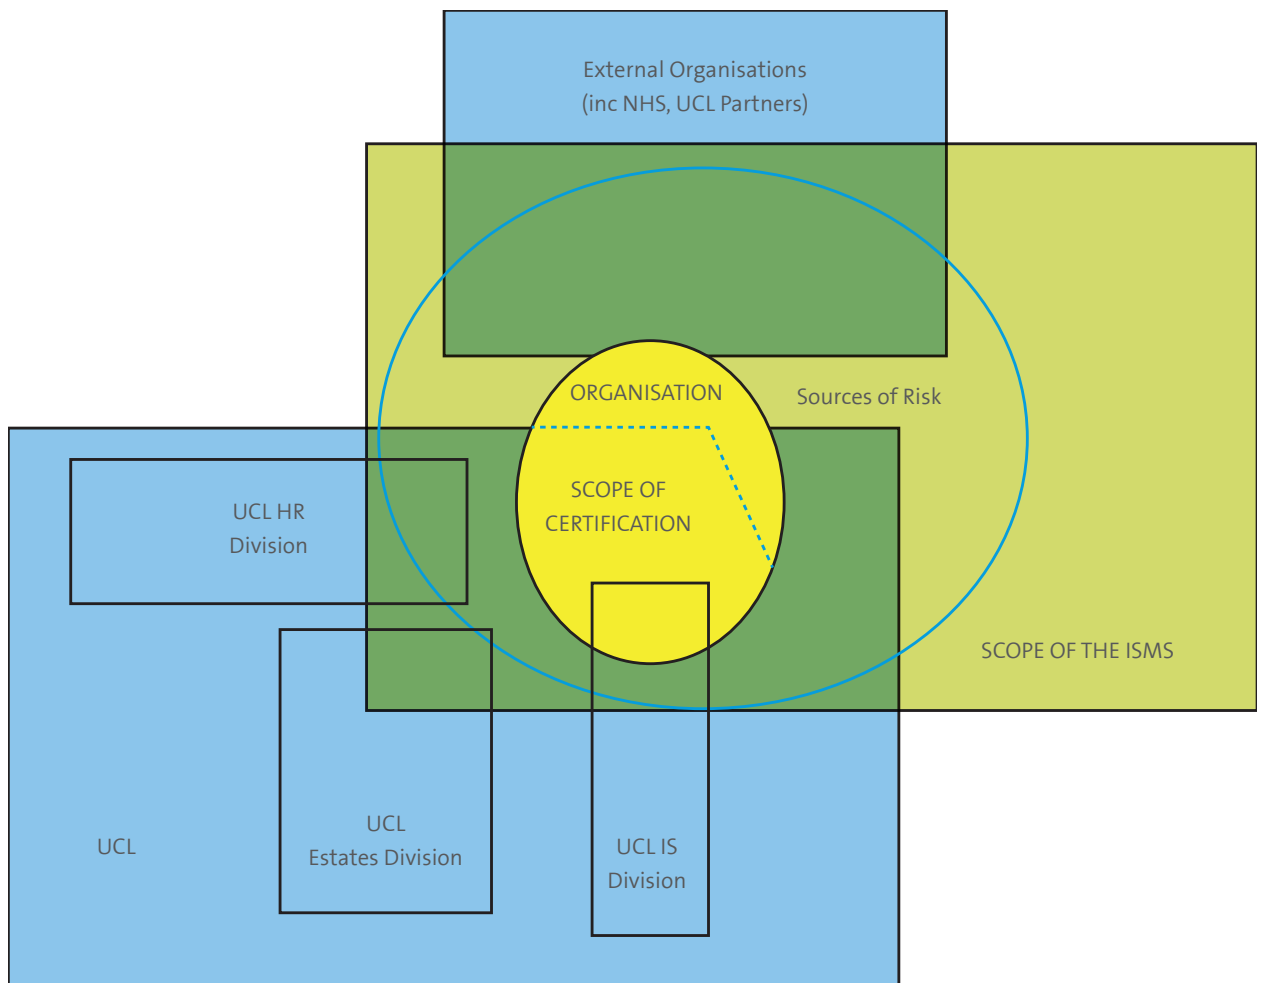 External Organisations
(inc NHS, UCL Partners)
ORGANISATION
Sources of Risk
SCOPE OF
CERTIFICATION
UCL HR
Division
SCOPE OF THE ISMS
UCL
Estates Division
UCL
UCL IS
Division